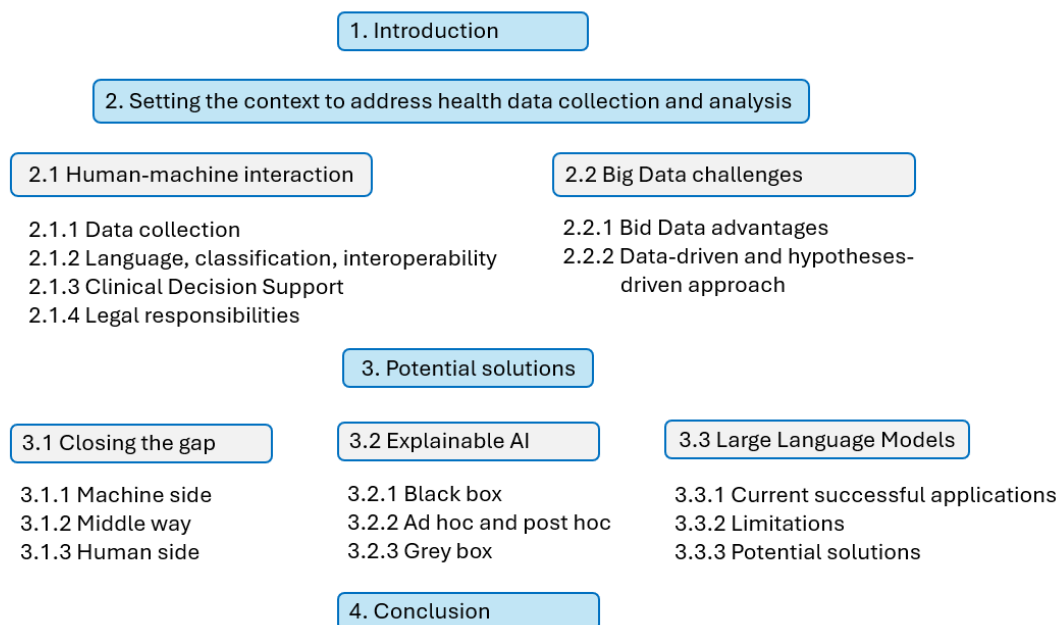 1. Introduction
2. Setting the context to address health data collection and analysis
2.1 Human-machine interaction
2.1.1 Data collection
2.1.2 Language, classification, interoperability
2.1.3 Clinical Decision Support
2.1.4 Legal responsibilities
2.2 Big Data challenges
2.2.1 Bid Data advantages
2.2.2 Data-driven and hypotheses-
driven approach
3. Potential solutions
3.1 Closing the gap
3.1.1 Machine side
3.1.2 Middle way
3.1.3 Human side
3.2 Explainable AI
3.2.1 Black box
3.2.2 Ad hoc and post hoc
3.2.3 Grey box
3.3 Large Language Models
3.3.1 Current successful applications
3.3.2 Limitations
3.3.3 Potential solutions
4. Conclusion